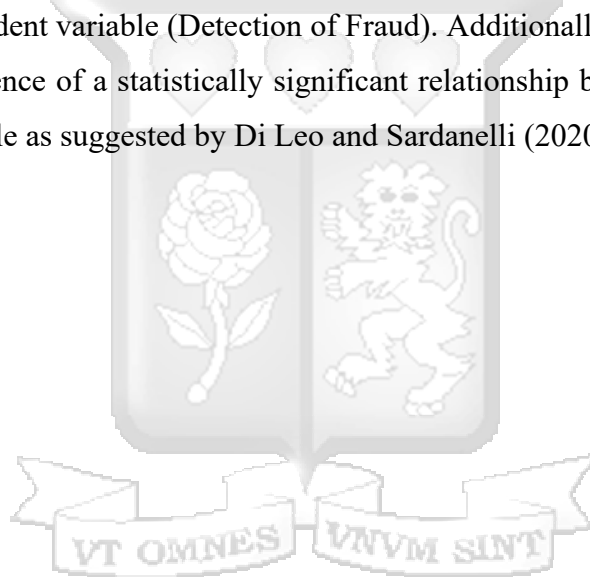 dent variable (Detection of Fraud). Additionall
ence of a statistically significant relationship b
le as suggested by Di Leo and Sardanelli (2020
VT OMNES VNVM SINT